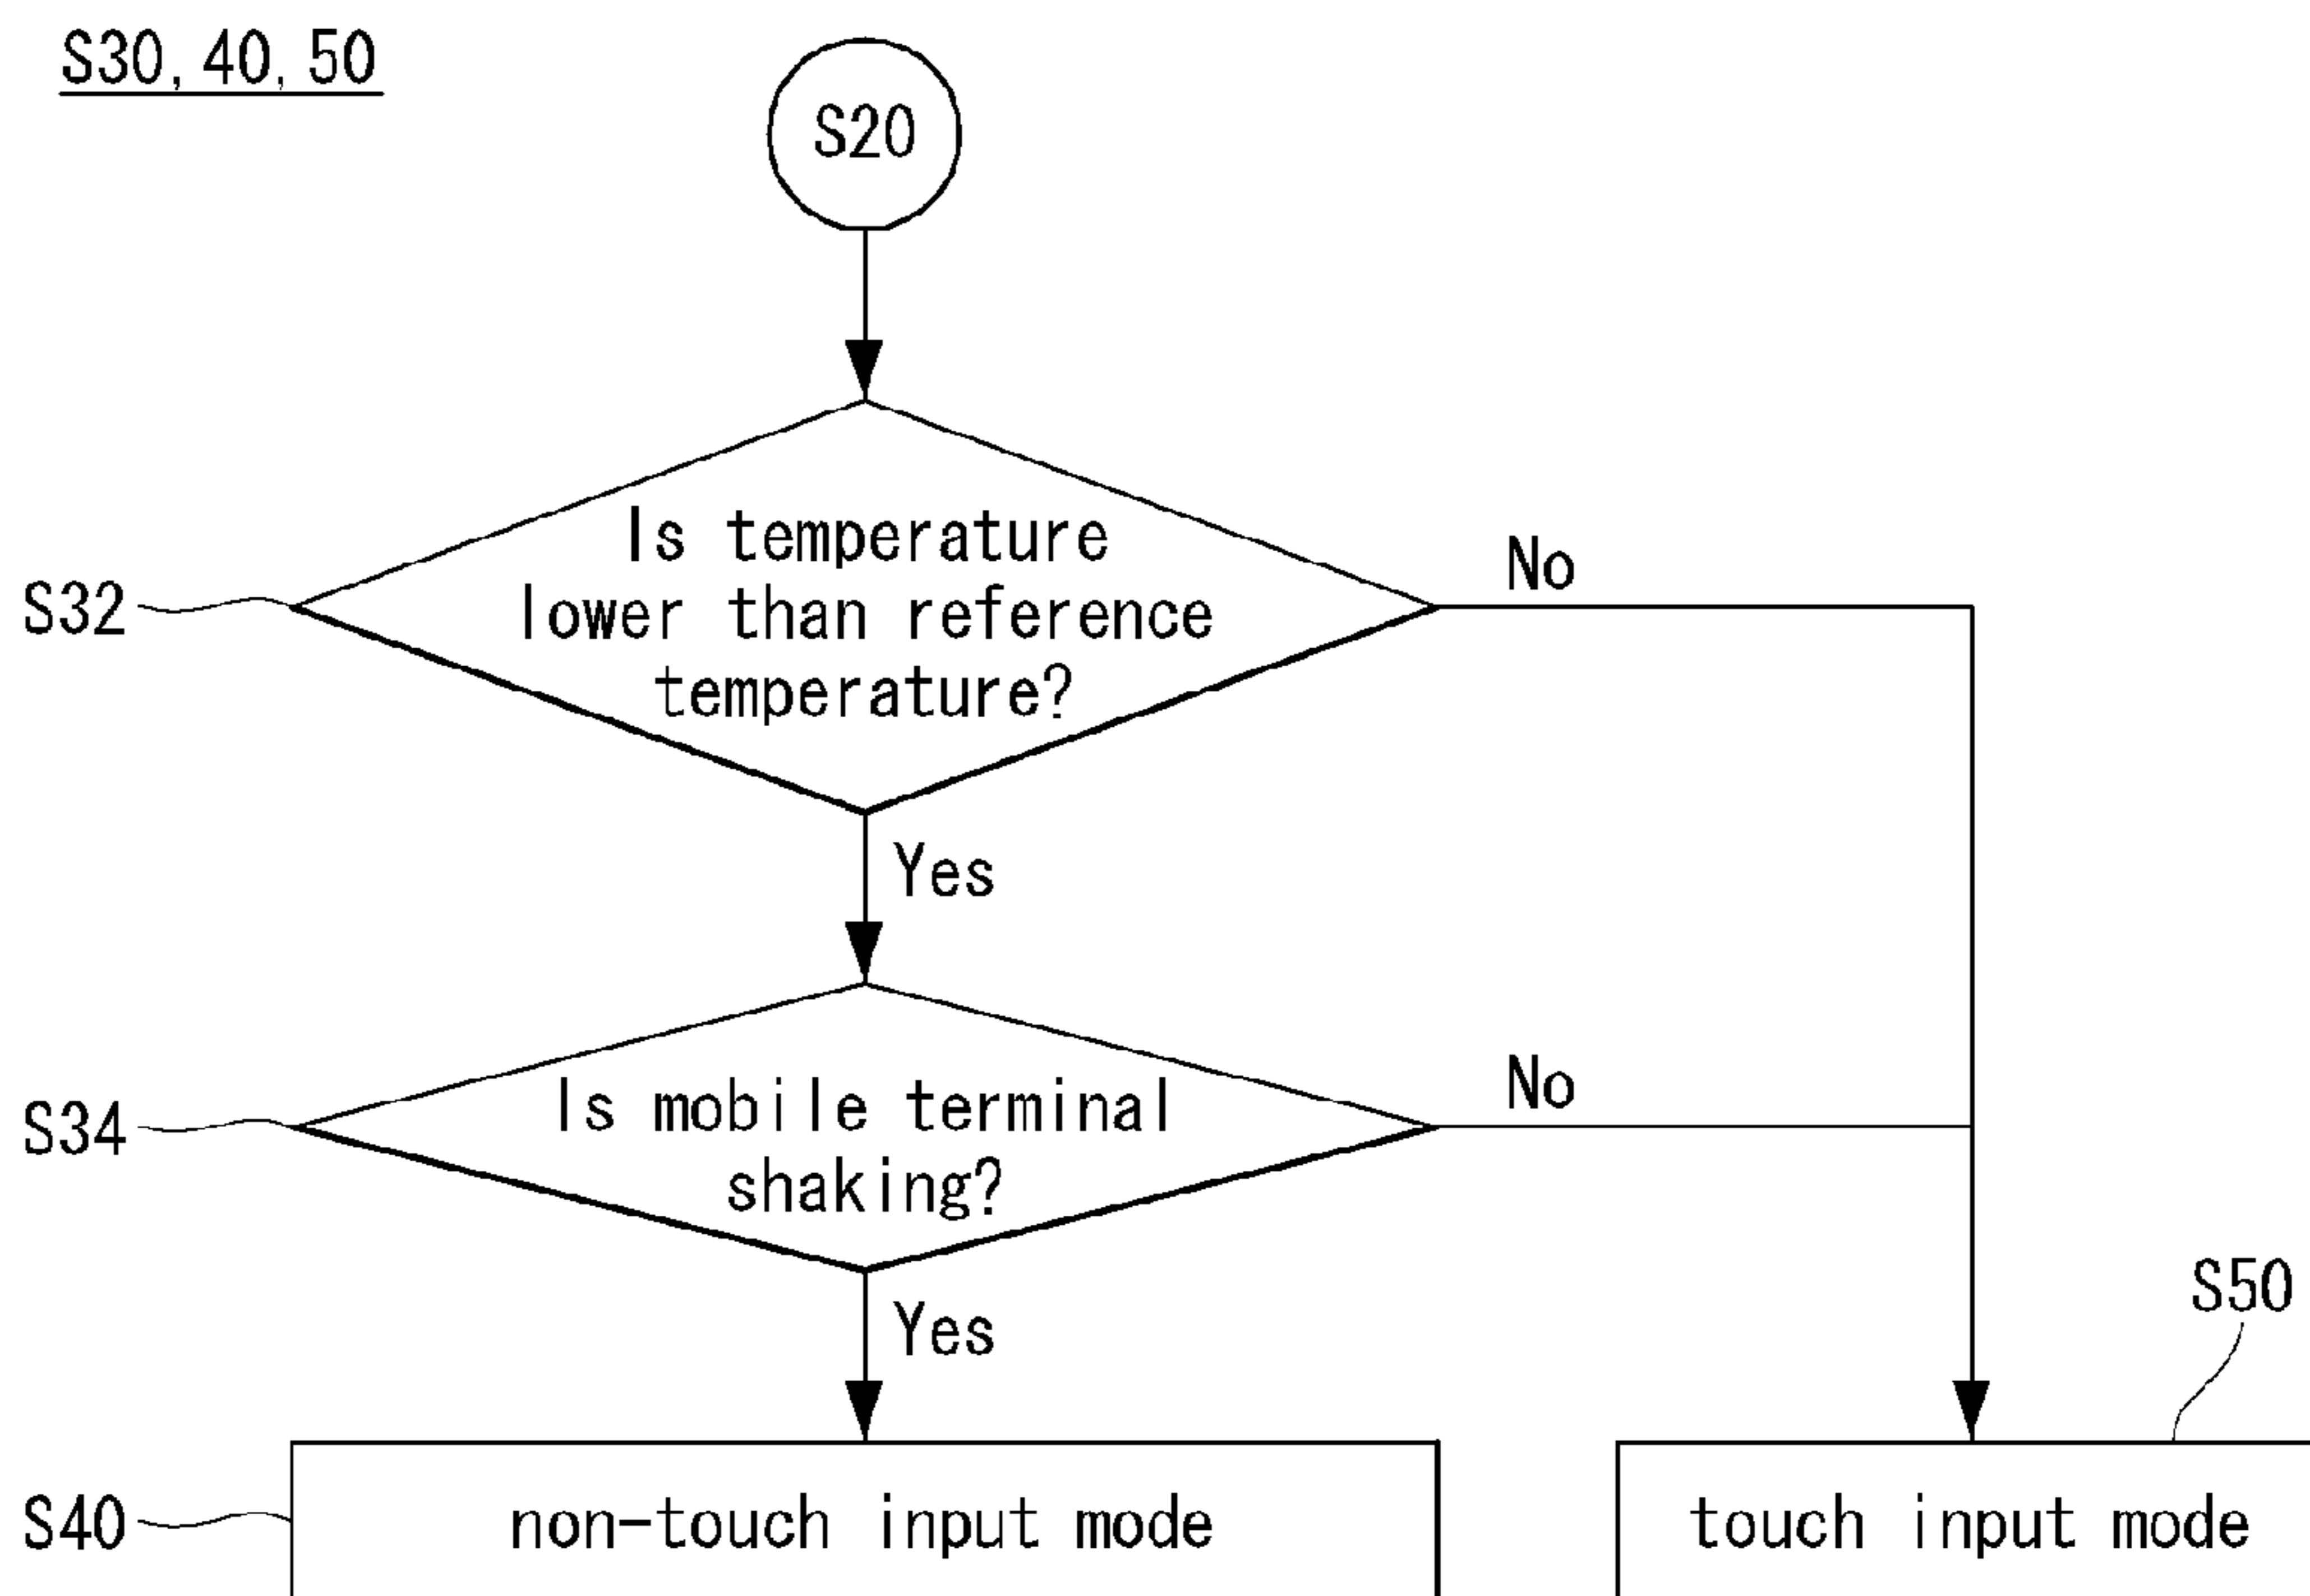 S30, 40, 50
S20
Is temperature
lower than reference
temperature?
S32
No
Yes
Is mobile terminal
shaking?
S34
No
Yes
S50
S40
non-touch input mode
touch input mode